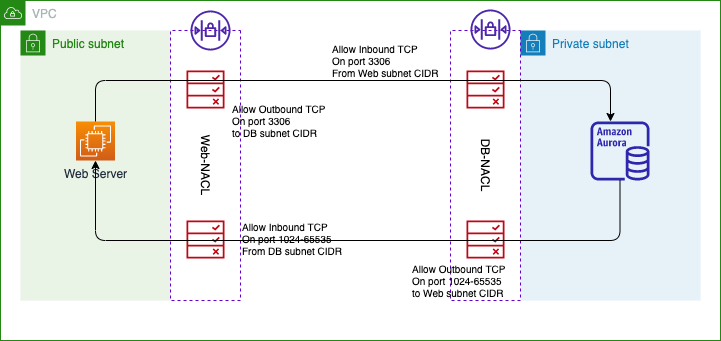 VPC
Public subnet
Private subnet
Allow Inbound TCP
On port 3306
From Web subnet CIDR
Allow Outbound TCP
On port 3306
to DB subnet CIDR
Web-NACL
DB-NACL
Amazon
Aurora
Web Server
Allow Inbound TCP
On port 1024-65535
From DB subnet CIDR
Allow Outbound TCP
On port 1024-65535
to Web subnet CIDR